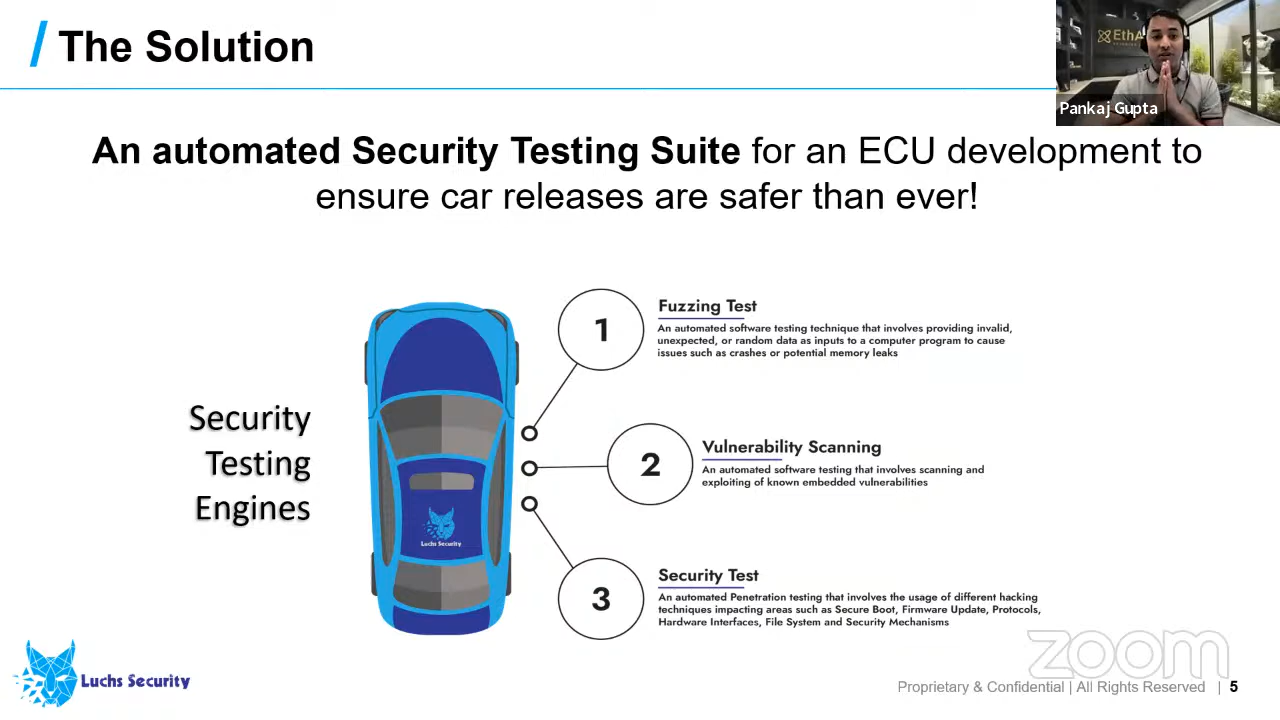 / The Solution
EthA
Pankaj Gupta
An automated Security Testing Suite for an ECU development to
ensure car releases are safer than ever!
Security
Testing
Engines
1
Fuzzing Test
An automated software testing technique that involves providing invalid,
unexpected, or random data as inputs to a computer program to cause
issues such as crashes or potential memory leaks
2
Vulnerability Scanning
An automated software testing that involves scanning and
exploiting of known embedded vulnerabilities
Luchs Security
3
Security Test
An automated Penetration testing that involves the usage of different hacking
techniques impacting areas such as Secure Boot, Firmware Update, Protocols,
Hardware Interfaces, File System and Security Mechanisms
zoom
Luchs Security
Proprietary & Confidential | All Rights Reserved | 5